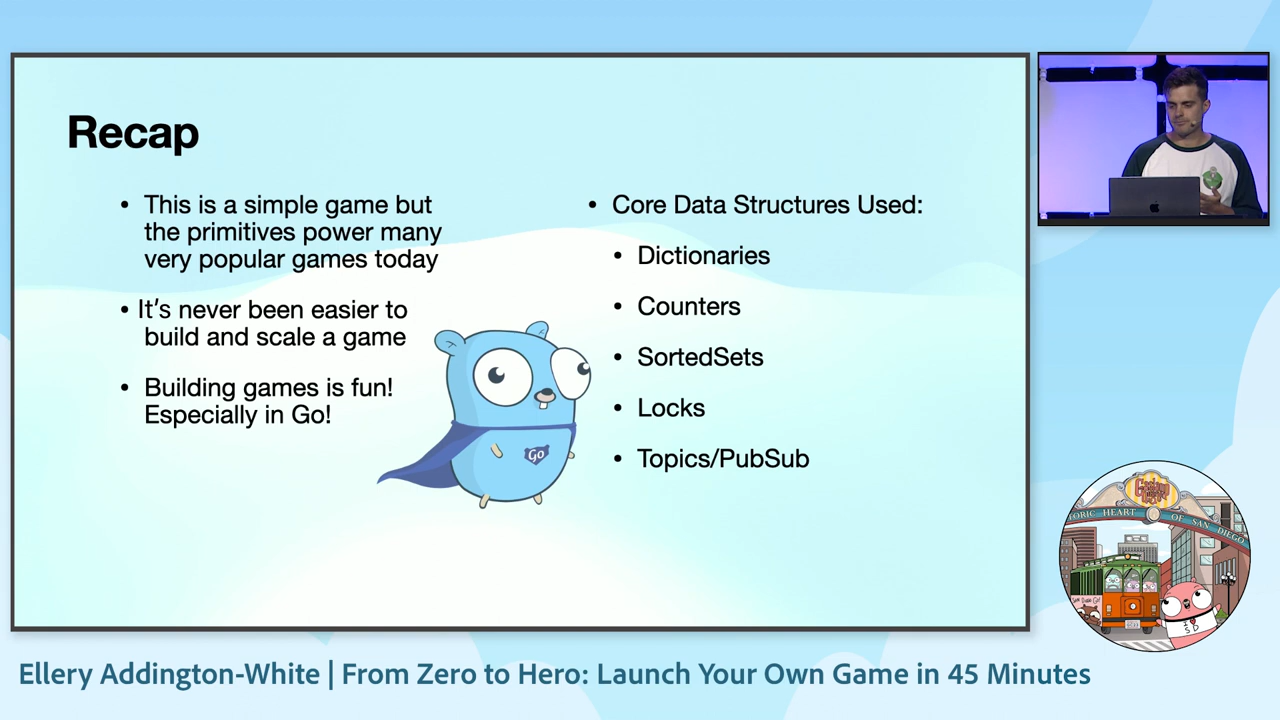 Recap
• This is a simple game but
the primitives power many
very popular games today
• It's never been easier to
build and scale a game
• Building games is fun!
Especially in Go!
Go
• Core Data Structures Used:
• Dictionaries
• Counters
• SortedSets
• Locks
• Topics/PubSub
TORIC HEART OF SAN DIEGO
Ellery Addington-White | From Zero to Hero: Launch Your Own Game in 45 Minutes